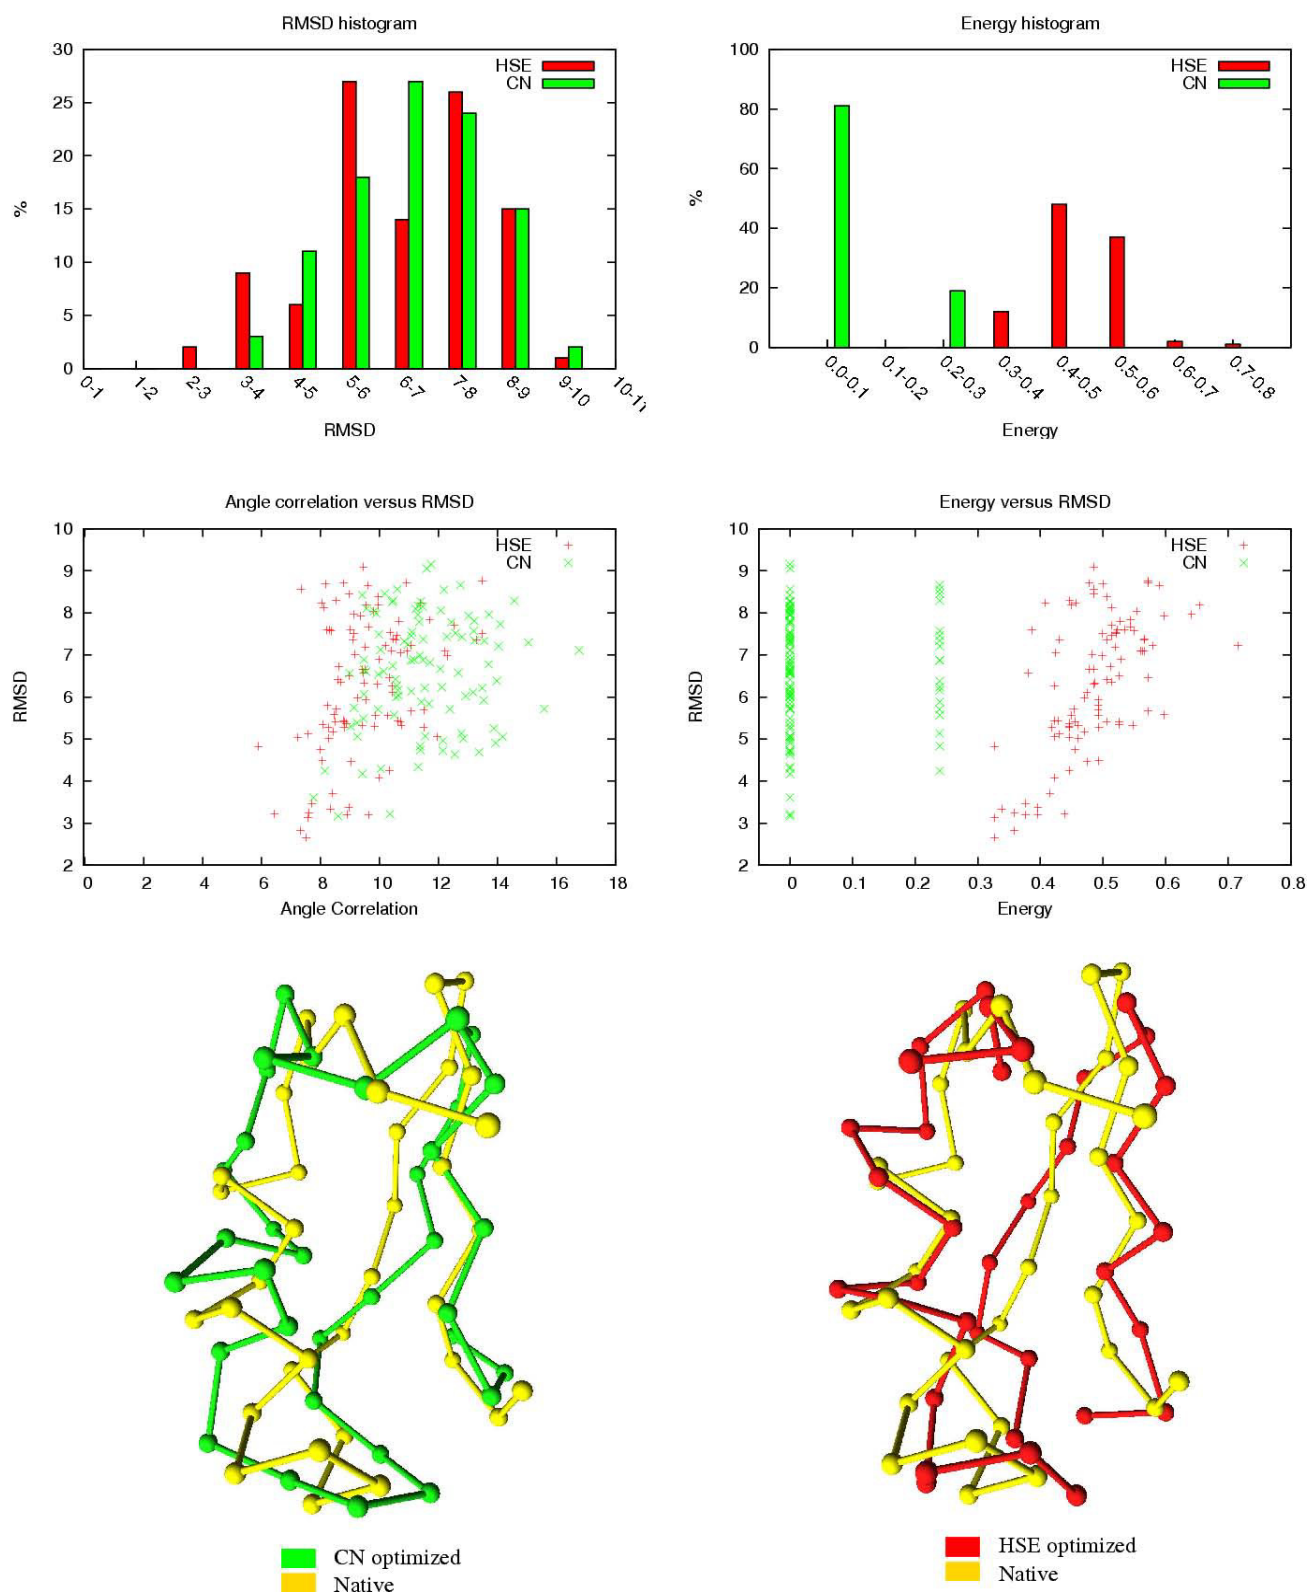 RMSD histogram
30
25
20
15
10
5
0
%
HSE
CN
0-1
1-2
2-3
3-4
4-5
5-6
6-7
7-8
8-9
9-10
10-11
RMSD
Energy histogram
100
80
60
40
20
0
%
HSE
CN
0.0-0.1
0.1-0.2
0.2-0.3
0.3-0.4
0.4-0.5
0.5-0.6
0.6-0.7
0.7-0.8
Energy
Angle correlation versus RMSD
10
9
8
7
6
5
4
3
2
RMSD
HSE
CN
0 2 4 6 8 10 12 14 16 18
Angle Correlation
Energy versus RMSD
10
9
8
7
6
5
4
3
2
RMSD
HSE
CN
0 0.1 0.2 0.3 0.4 0.5 0.6 0.7 0.8
Energy
CN optimized
Native
HSE optimized
Native